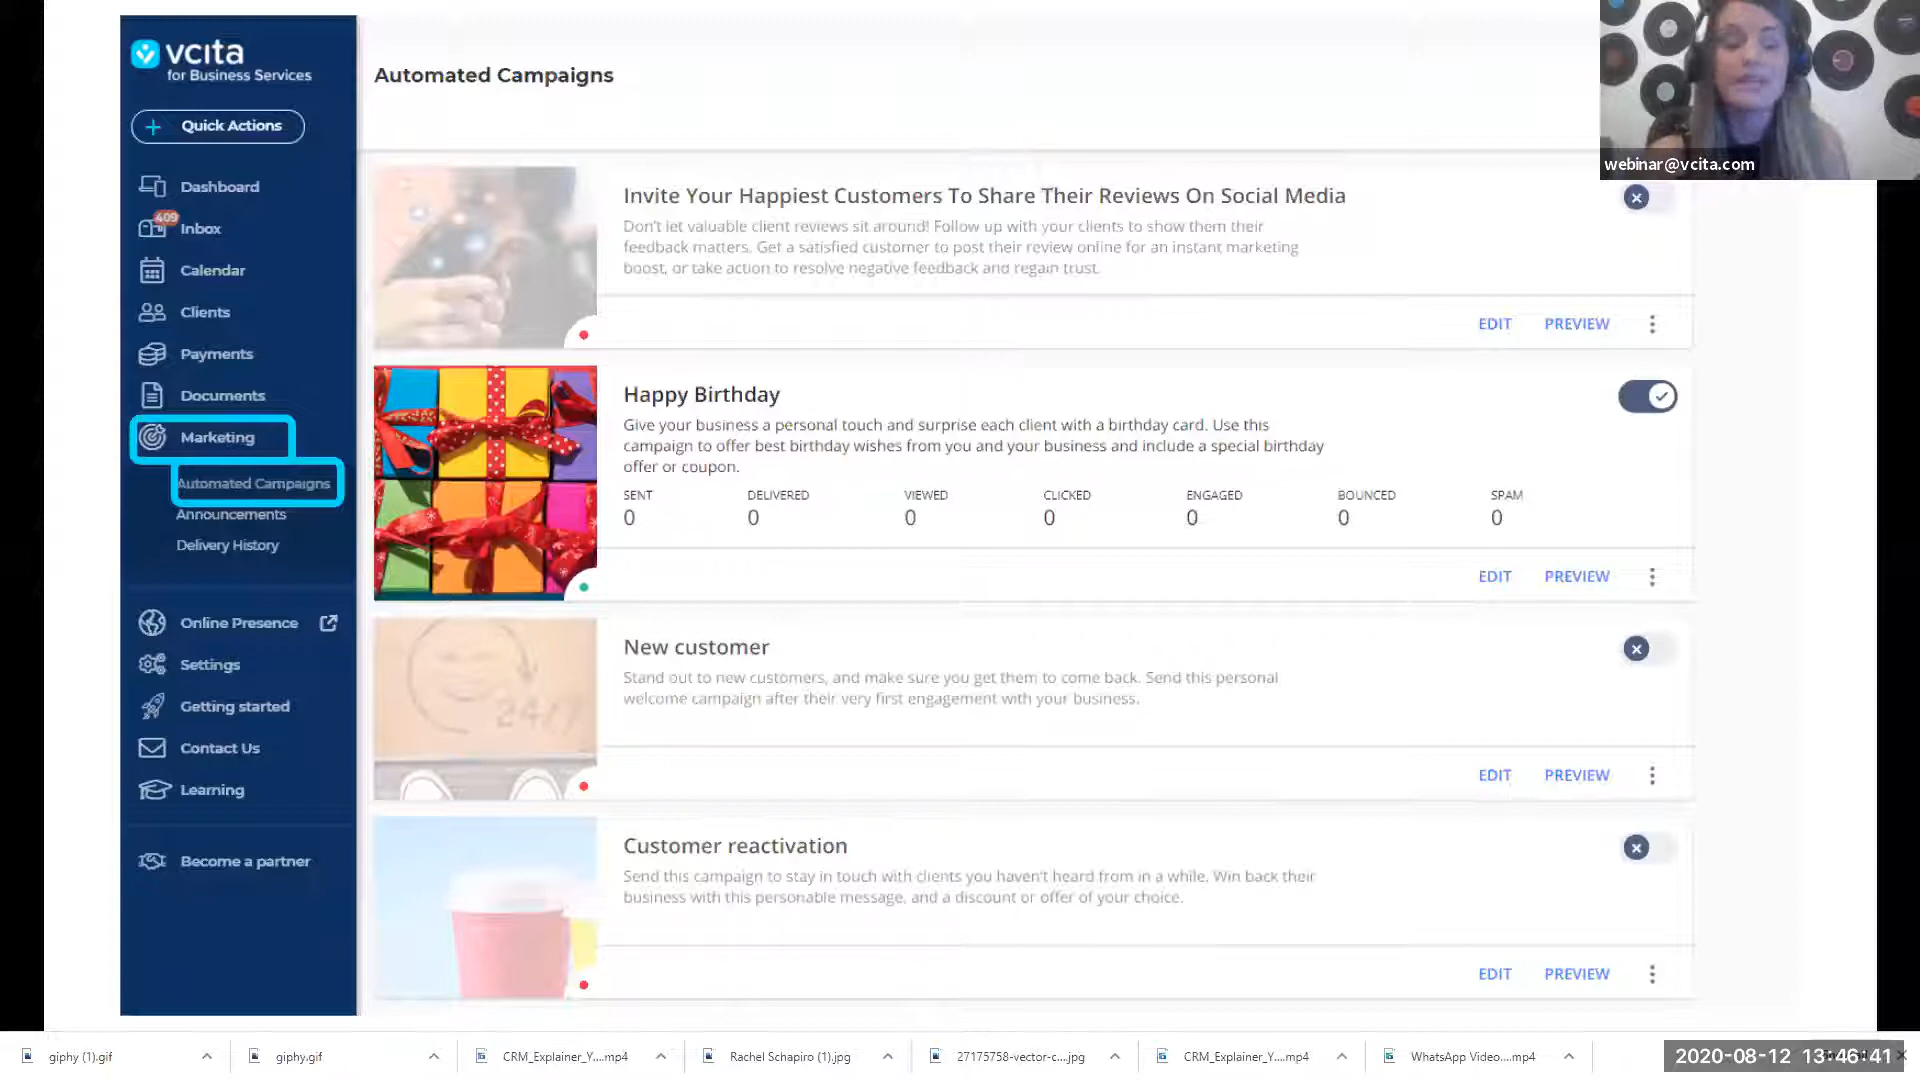 vcita
for Business Services
Automated Campaigns
webinar@vcita.com
Quick Actions
Dashboard
409
Inbox
Calendar
Clients
Payments
Documents
Marketing
Automated Campaigns
Announcements
Delivery History
Online Presence
Settings
Getting started
Contact Us
Learning
Become a partner
Invite Your Happiest Customers To Share Their Reviews On Social Media
Don't let valuable client reviews sit around! Follow up with your clients to show them their
feedback matters. Get a satisfied customer to post their review online for an instant marketing
boost, or take action to resolve negative feedback and regain trust.
EDIT PREVIEW
Happy Birthday
Give your business a personal touch and surprise each client with a birthday card. Use this
campaign to offer best birthday wishes from you and your business and include a special birthday
offer or coupon.
SENT DELIVERED VIEWED CLICKED ENGAGED BOUNCED SPAM
0 0 0 0 0 0 0
EDIT PREVIEW
New customer
Stand out to new customers, and make sure you get them to come back. Send this personal
welcome campaign after their very first engagement with your business.
24/7
EDIT PREVIEW
Customer reactivation
Send this campaign to stay in touch with clients you haven't heard from in a while. Win back their
business with this personable message, and a discount or offer of your choice.
EDIT PREVIEW
giphy (1).gif giphy.gif CRM_Explainer_Y....mp4 Rachel Schapiro (1).jpg 27175758-vector-c....jpg CRM_Explainer_Y....mp4 WhatsApp Video....mp4
2020-08-12 13:46:41